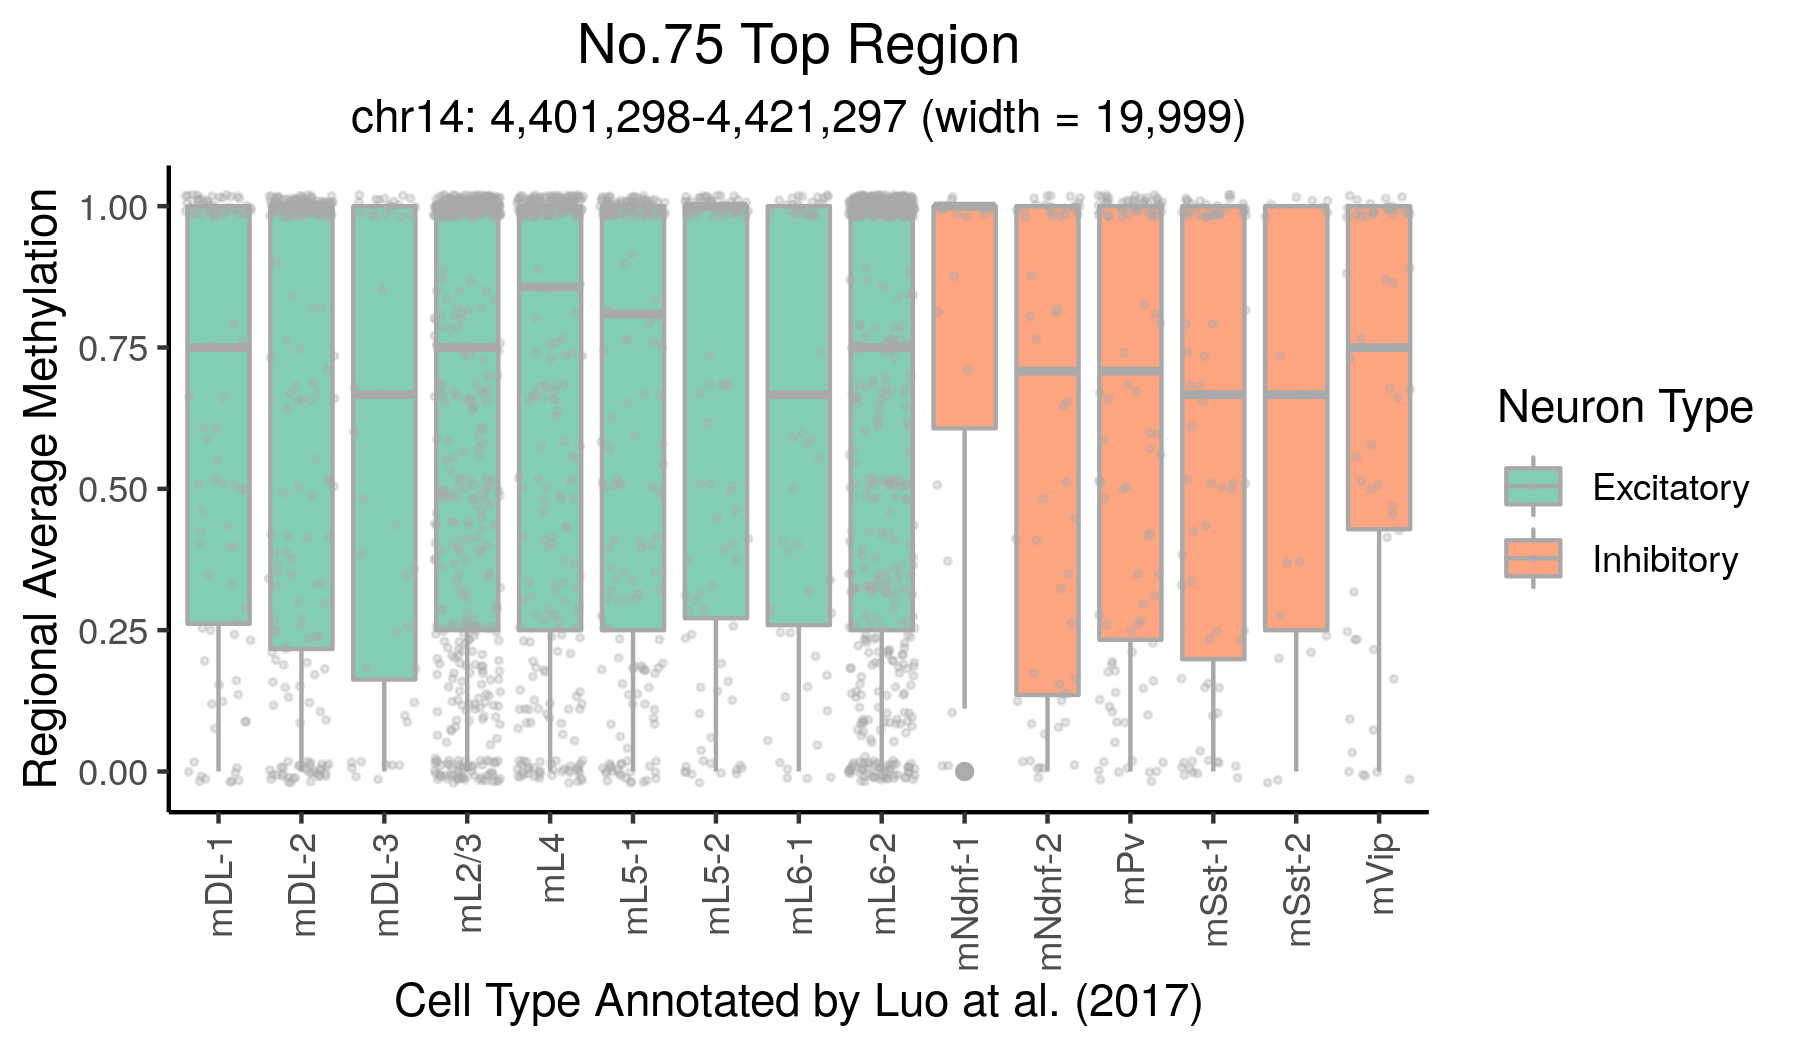 No.75 Top Region
chr14: 4,401,298-4,421,297 (width = 19,999)
Regional Average Methylation
1.00
0.75
0.50
0.25
0.00
mDL-1
mDL-2
mDL-3
mL2/3
mL4
mL5-1
mL5-2
mL6-1
mL6-2
mNdnf-1
mNdnf-2
mPv
mSst-1
mSst-2
mVip
Cell Type Annotated by Luo at al. (2017)
Neuron Type
Excitatory
Inhibitory